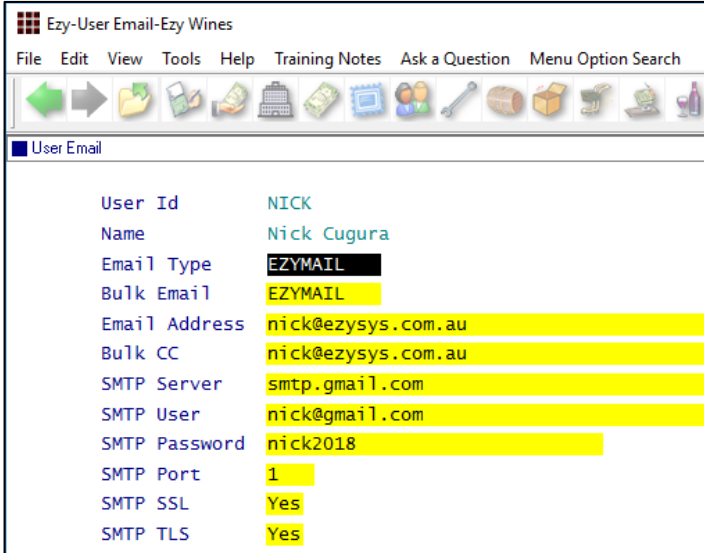 Ezy-User Email-Ezy Wines
File Edit View Tools Help Training Notes Ask a Question Menu Option Search
User Email
User Id NICK
Name Nick Cugura
Email Type EZYMAIL
Bulk Email EZYMAIL
Email Address nick@ezysys.com.au
Bulk CC nick@ezysys.com.au
SMTP Server smtp.gmail.com
SMTP User nick@gmail.com
SMTP Password nick2018
SMTP Port 1
SMTP SSL Yes
SMTP TLS Yes